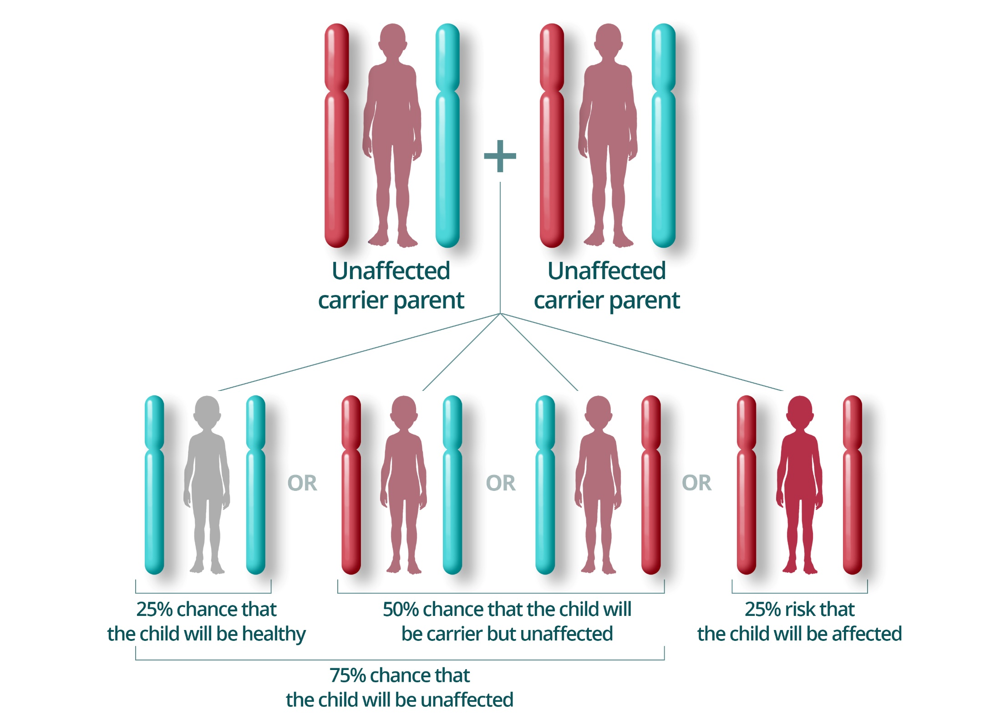 Unaffected
carrier parent
Unaffected
carrier parent
OR
OR
OR
25% chance that
the child will be healthy
50% chance that the child will
be carrier but unaffected
25% risk that
the child will be affected
75% chance that
the child will be unaffected